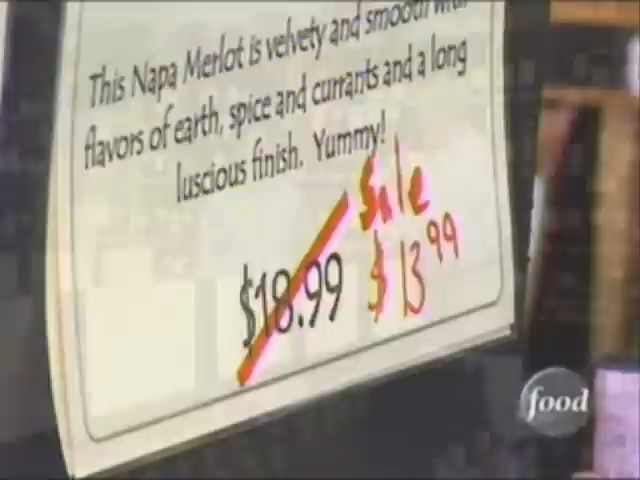 This Napa Merlot is velvety and smooth with
flavors of earth, spice and currants and a long
luscious finish. Yummy!
Sale
$18.99 $13 99
food